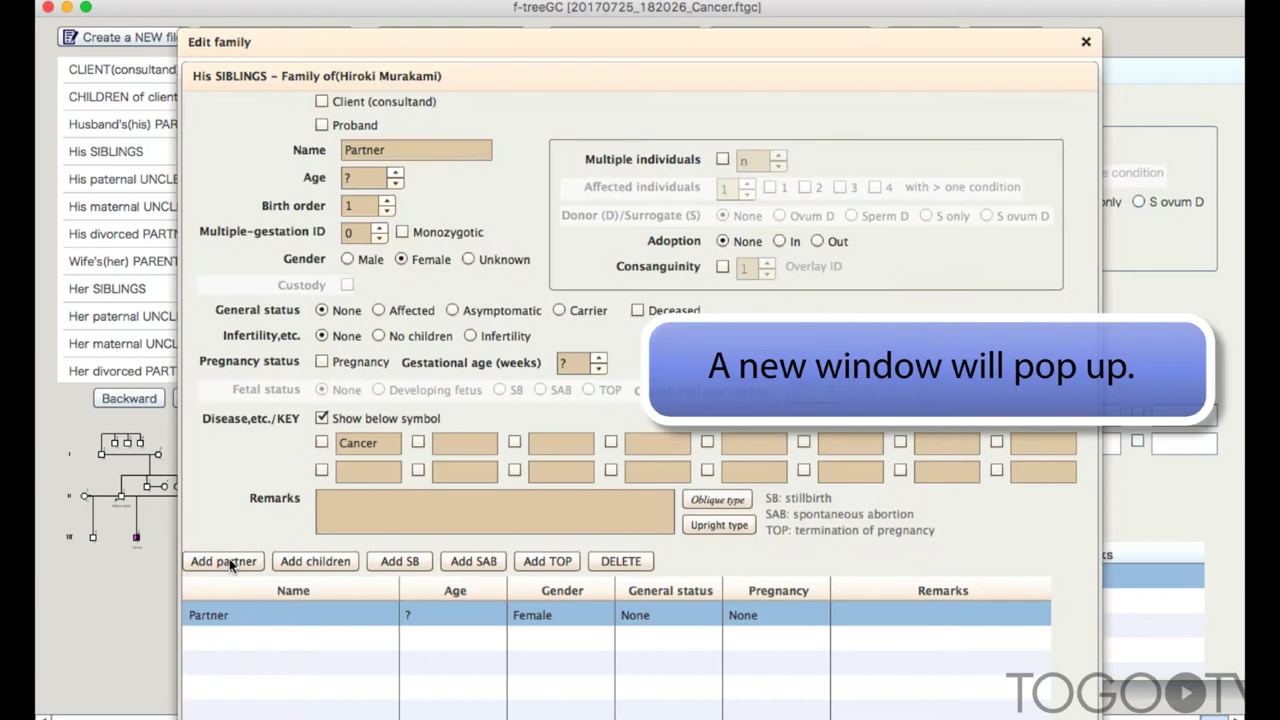 f-treeGC [20170725_182026_Cancer.ftgc]
Create a NEW fil
Edit family
CLIENT(consultand)
CHILDREN of client
Husband's(his) PAR
His SIBLINGS
His paternal UNCLE
His maternal UNCL
His divorced PARTN
Wife's(her) PARENT
Her SIBLINGS
Her paternal UNCL
Her maternal UNCL
Her divorced PART
Backward
His SIBLINGS – Family of(Hiroki Murakami)
Client (consultand)
Proband
Name Partner
Age ?
Birth order 1
Multiple-gestation ID 0 Monozygotic
Gender Male Female Unknown
Custody
Multiple individuals n
Affected individuals 1 1 2 3 4 with > one condition
Donor (D)/Surrogate (S) None Ovum D Sperm D S only S ovum D
Adoption None In Out
Consanguinity 1 Overlay ID
e condition
only S ovum D
General status None Affected Asymptomatic Carrier Deceased
Infertility,etc. None No children Infertility
Pregnancy status Pregnancy Gestational age (weeks) ?
Fetal status None Developing fetus SB SAB TOP
A new window will pop up.
Disease,etc./KEY Show below symbol
Cancer
Remarks
Oblique type
Upright type
SB: stillbirth
SAB: spontaneous abortion
TOP: termination of pregnancy
Add partner Add children Add SB Add SAB Add TOP DELETE
Name Age Gender General status Pregnancy Remarks
Partner ? Female None None
I
II
III
ks
TOGO TV